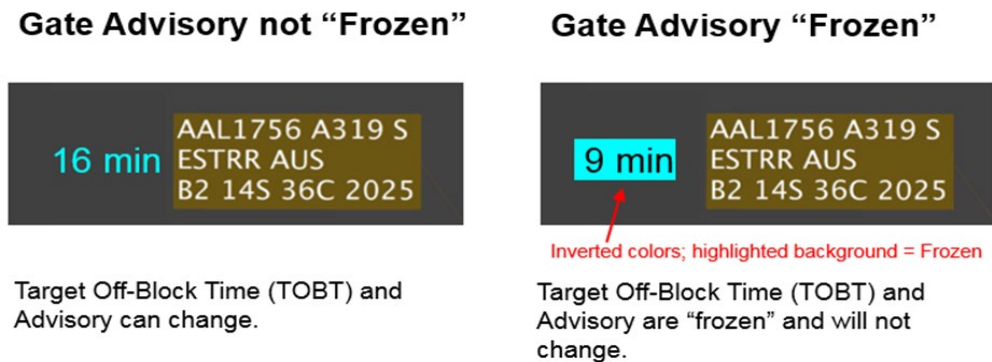 Gate Advisory not “Frozen”
16 min
AAL1756 A319 S
ESTRR AUS
B2 14S 36C 2025
Target Off-Block Time (TOBT) and
Advisory can change.
Gate Advisory “Frozen”
9 min
AAL1756 A319 S
ESTRR AUS
B2 14S 36C 2025
Inverted colors; highlighted background = Frozen
Target Off-Block Time (TOBT) and
Advisory are “frozen” and will not
change.